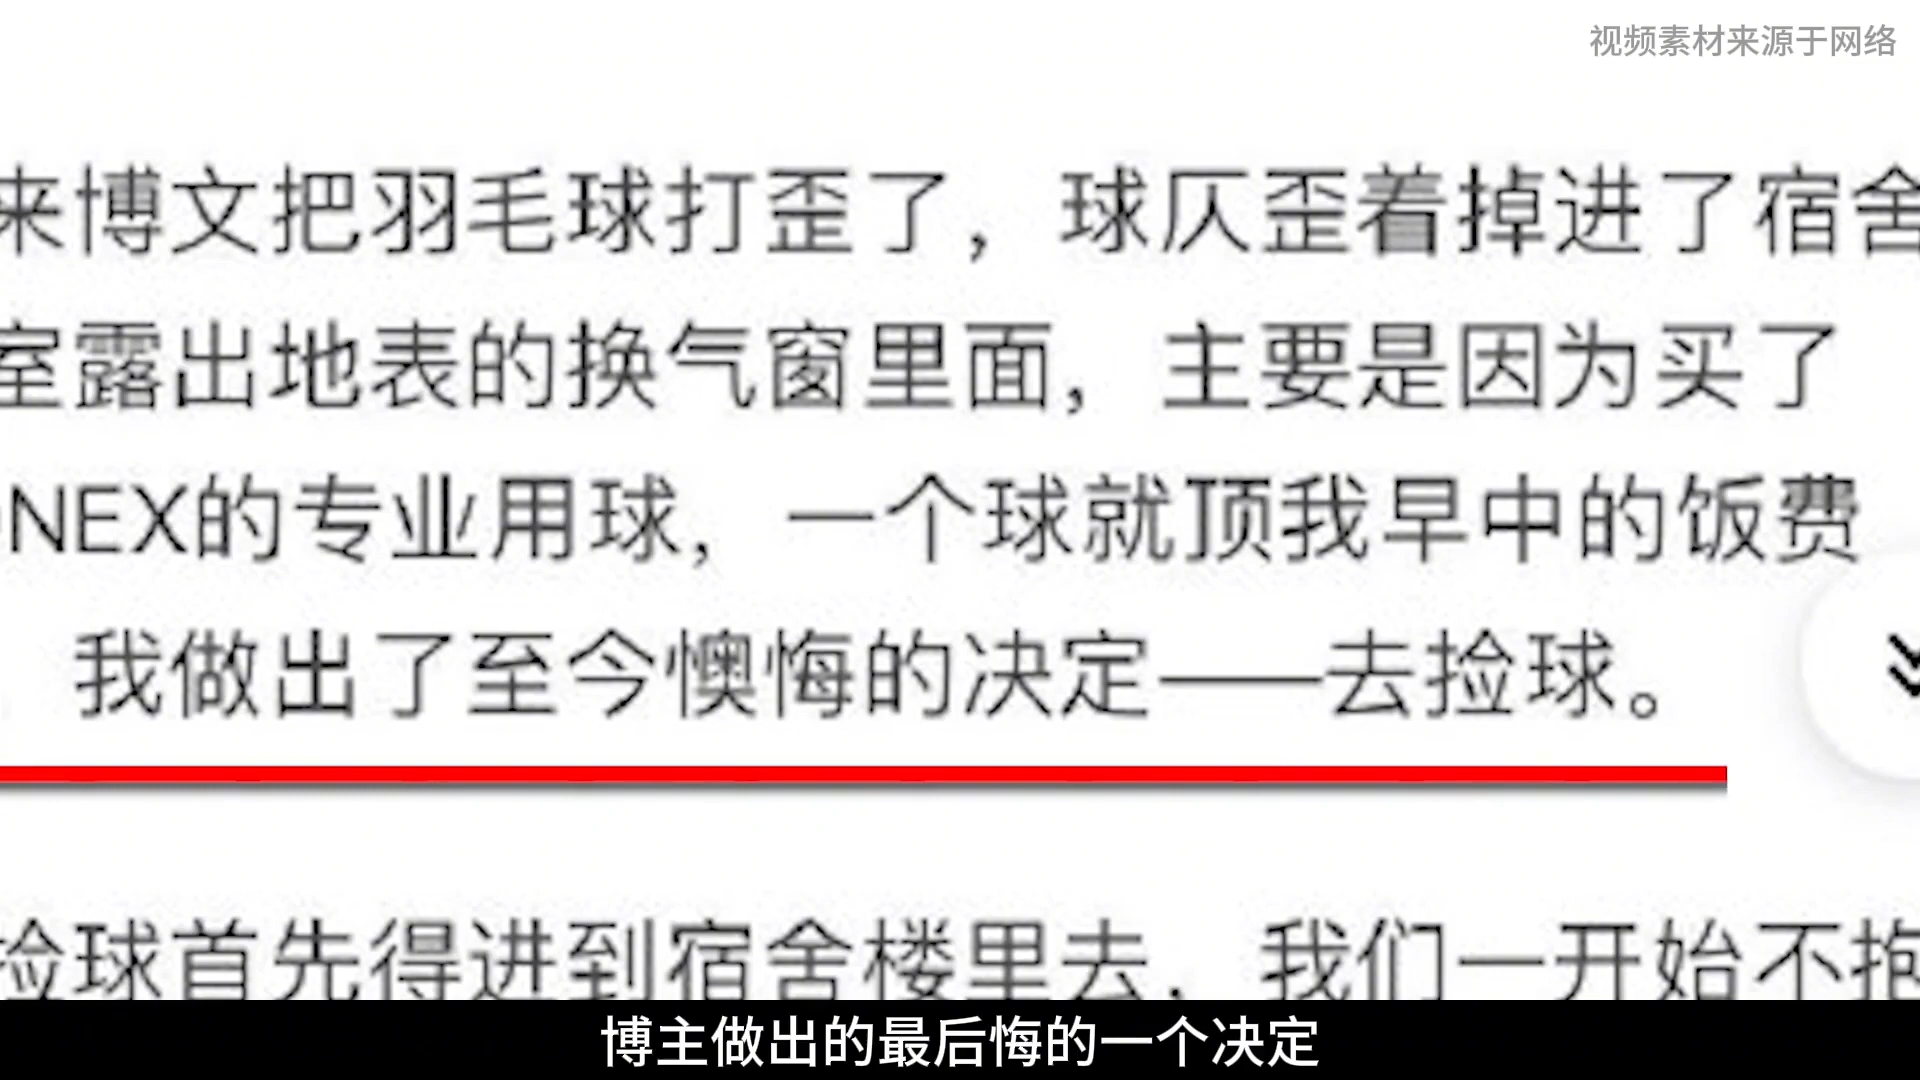 视频素材来源于网络
来博文把羽毛球打歪了，球仄歪着掉进了宿舍
室露出地表的换气窗里面，主要是因为买了
ONEX的专业用球，一个球就顶我早中的饭费
我做出了至今懊悔的决定——去捡球。
捡球首先得进到宿舍楼里去，我们一开始不抱
博主做出的最后悔的一个决定